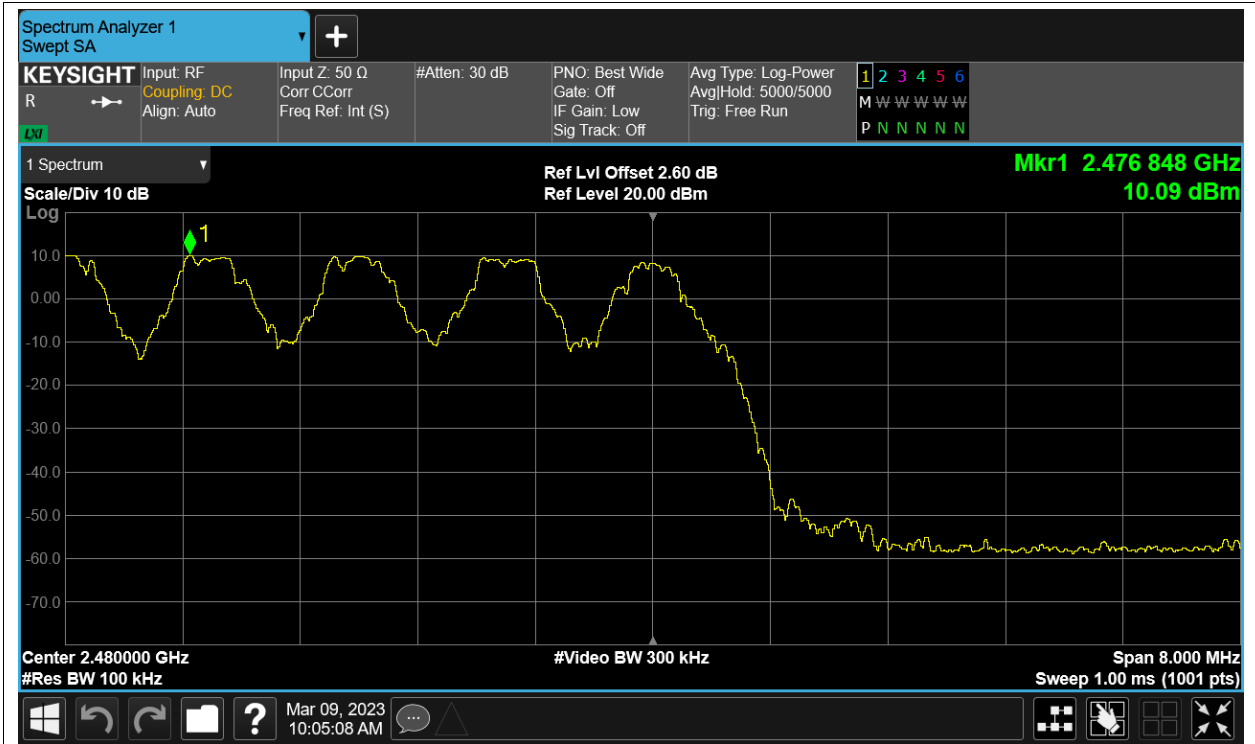 Spectrum Analyzer 1
Swept SA
KEYSIGHT
R
LXI
Input: RF
Coupling: DC
Align: Auto
Input Z: 50 Ω
Corr CCorr
Freq Ref: Int (S)
#Atten: 30 dB
PNO: Best Wide
Gate: Off
IF Gain: Low
Sig Track: Off
Avg Type: Log-Power
Avg|Hold: 5000/5000
Trig: Free Run
1 2 3 4 5 6
M W W W W W
P N N N N N
1 Spectrum
Scale/Div 10 dB
Log
Ref Lvl Offset 2.60 dB
Ref Level 20.00 dBm
Mkr1 2.476 848 GHz
10.09 dBm
1
10.0
0.00
-10.0
-20.0
-30.0
-40.0
-50.0
-60.0
-70.0
Center 2.480000 GHz
#Res BW 100 kHz
#Video BW 300 kHz
Span 8.000 MHz
Sweep 1.00 ms (1001 pts)
?
Mar 09, 2023
10:05:08 AM